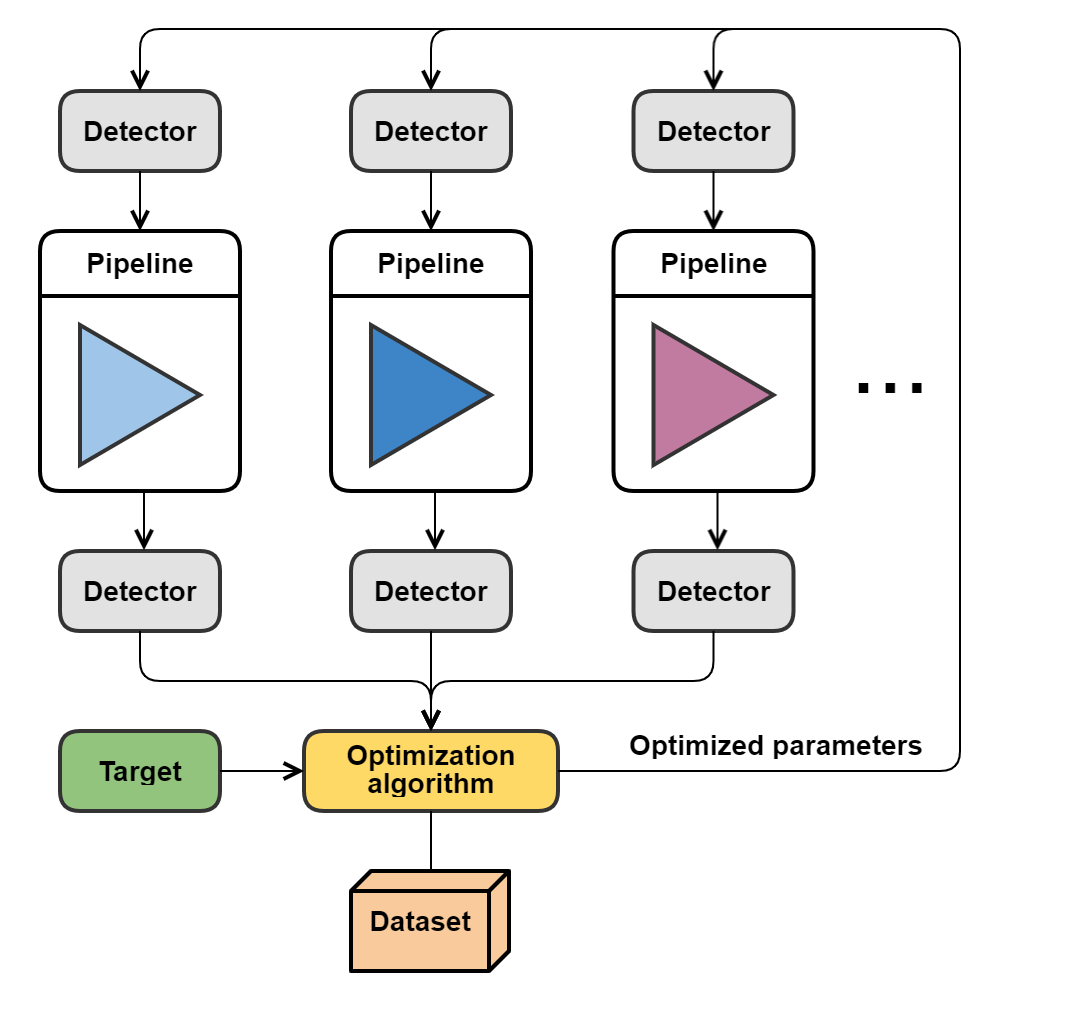 Detector
Detector
Detector
Pipeline
Pipeline
Pipeline
...
Detector
Detector
Detector
Target
Optimization
algorithm
Optimized parameters
Dataset